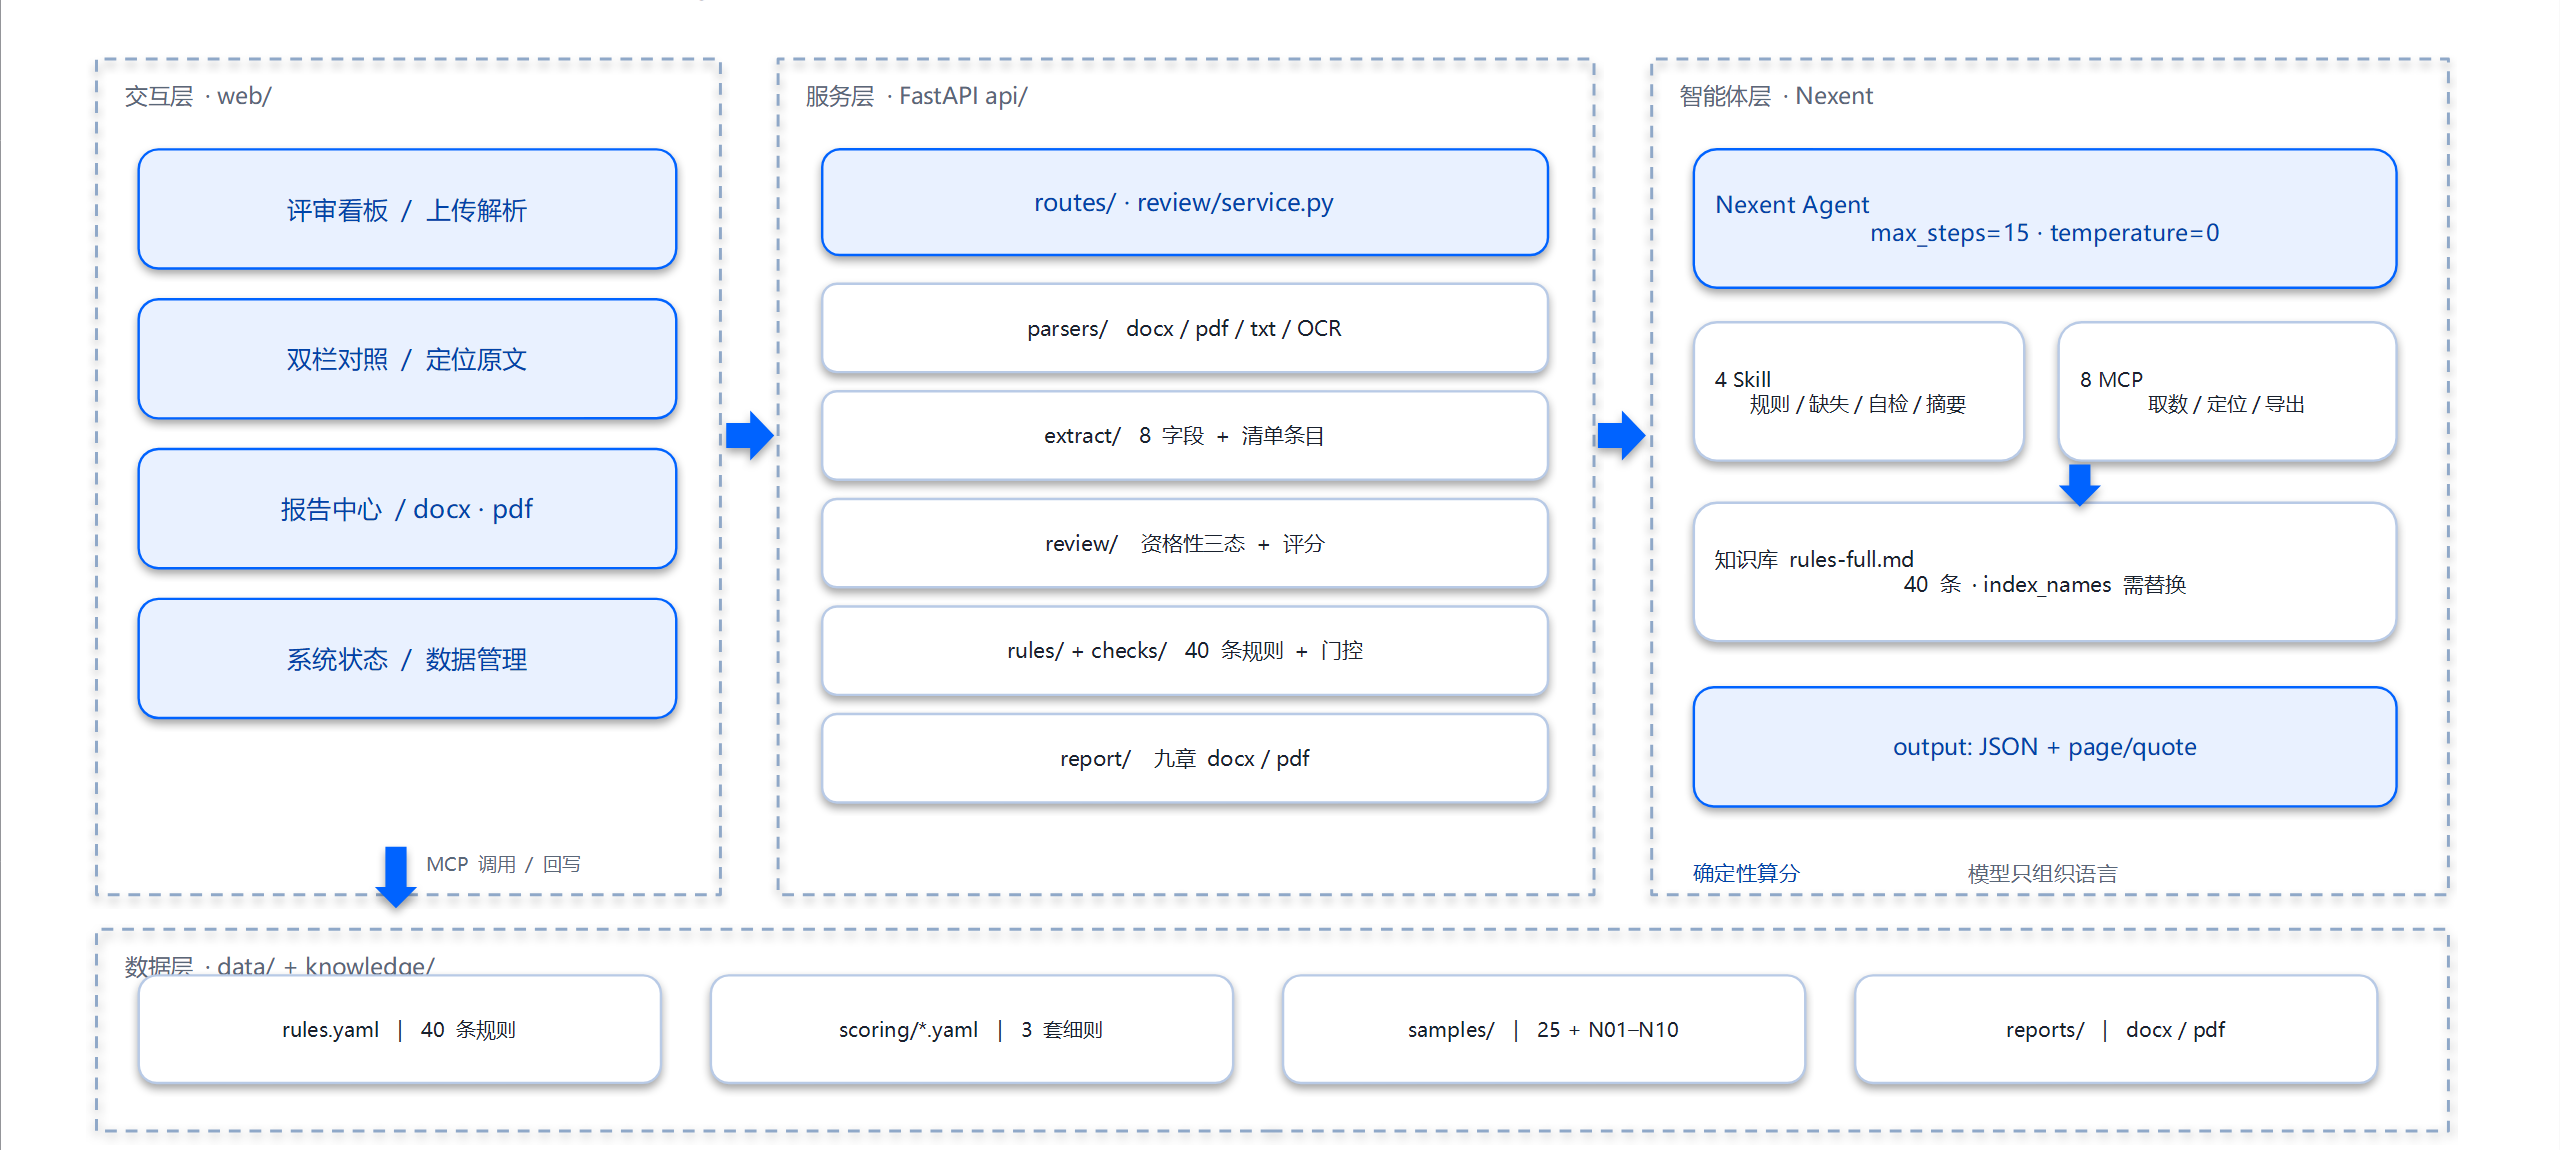 交互层 · web/
评审看板 / 上传解析
双栏对照 / 定位原文
报告中心 / docx · pdf
系统状态 / 数据管理
MCP 调用 / 回写
服务层 · FastAPI api/
routes/ · review/service.py
parsers/ docx / pdf / txt / OCR
extract/ 8 字段 + 清单条目
review/ 资格性三态 + 评分
rules/ + checks/ 40 条规则 + 门控
report/ 九章 docx / pdf
智能体层 · Nexent
Nexent Agent
max_steps=15 · temperature=0
4 Skill
规则 / 缺失 / 自检 / 摘要
8 MCP
取数 / 定位 / 导出
知识库 rules-full.md
40 条 · index_names 需替换
output: JSON + page/quote
确定性算分
模型只组织语言
数据层 · data/ + knowledge/
rules.yaml | 40 条规则
scoring/*.yaml | 3 套细则
samples/ | 25 + N01–N10
reports/ | docx / pdf